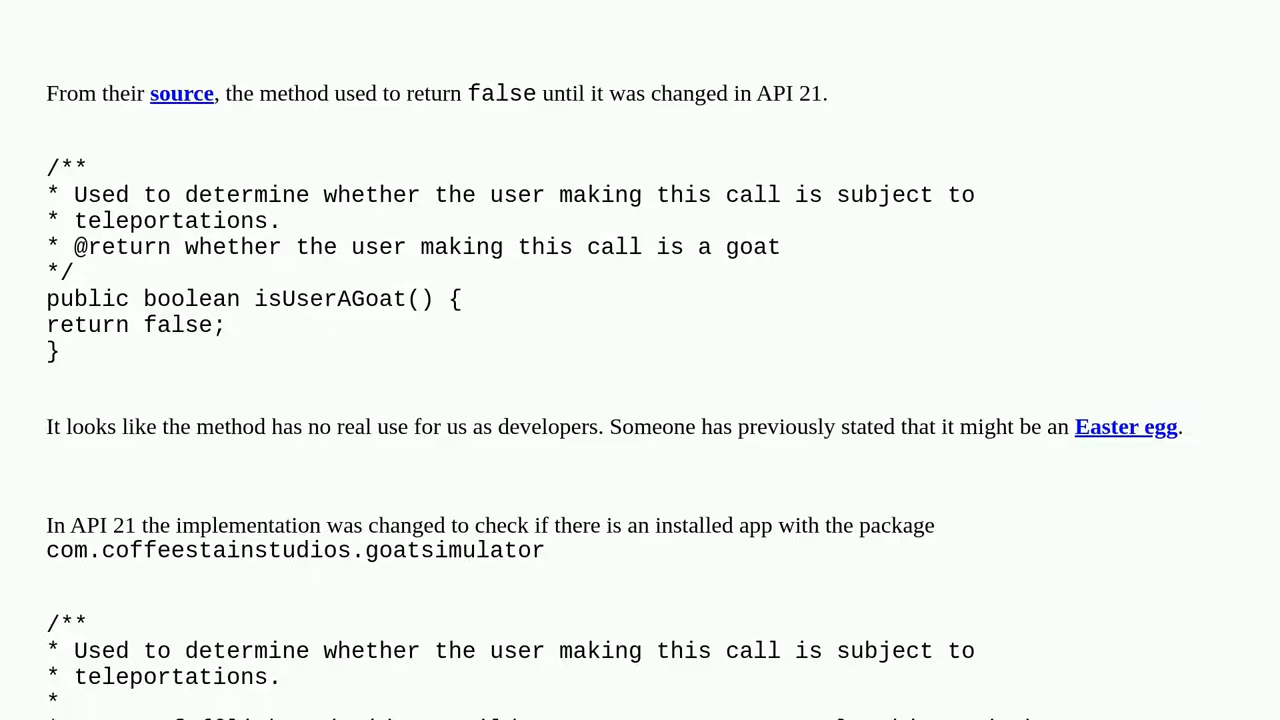 From their source, the method used to return false until it was changed in API 21.
/**
* Used to determine whether the user making this call is subject to
* teleportations.
* @return whether the user making this call is a goat
*/
public boolean isUserAGoat() {
return false;
}
It looks like the method has no real use for us as developers. Someone has previously stated that it might be an Easter egg.
In API 21 the implementation was changed to check if there is an installed app with the package
com.coffeestainstudios.goatsimulator
/**
* Used to determine whether the user making this call is subject to
* teleportations.
*